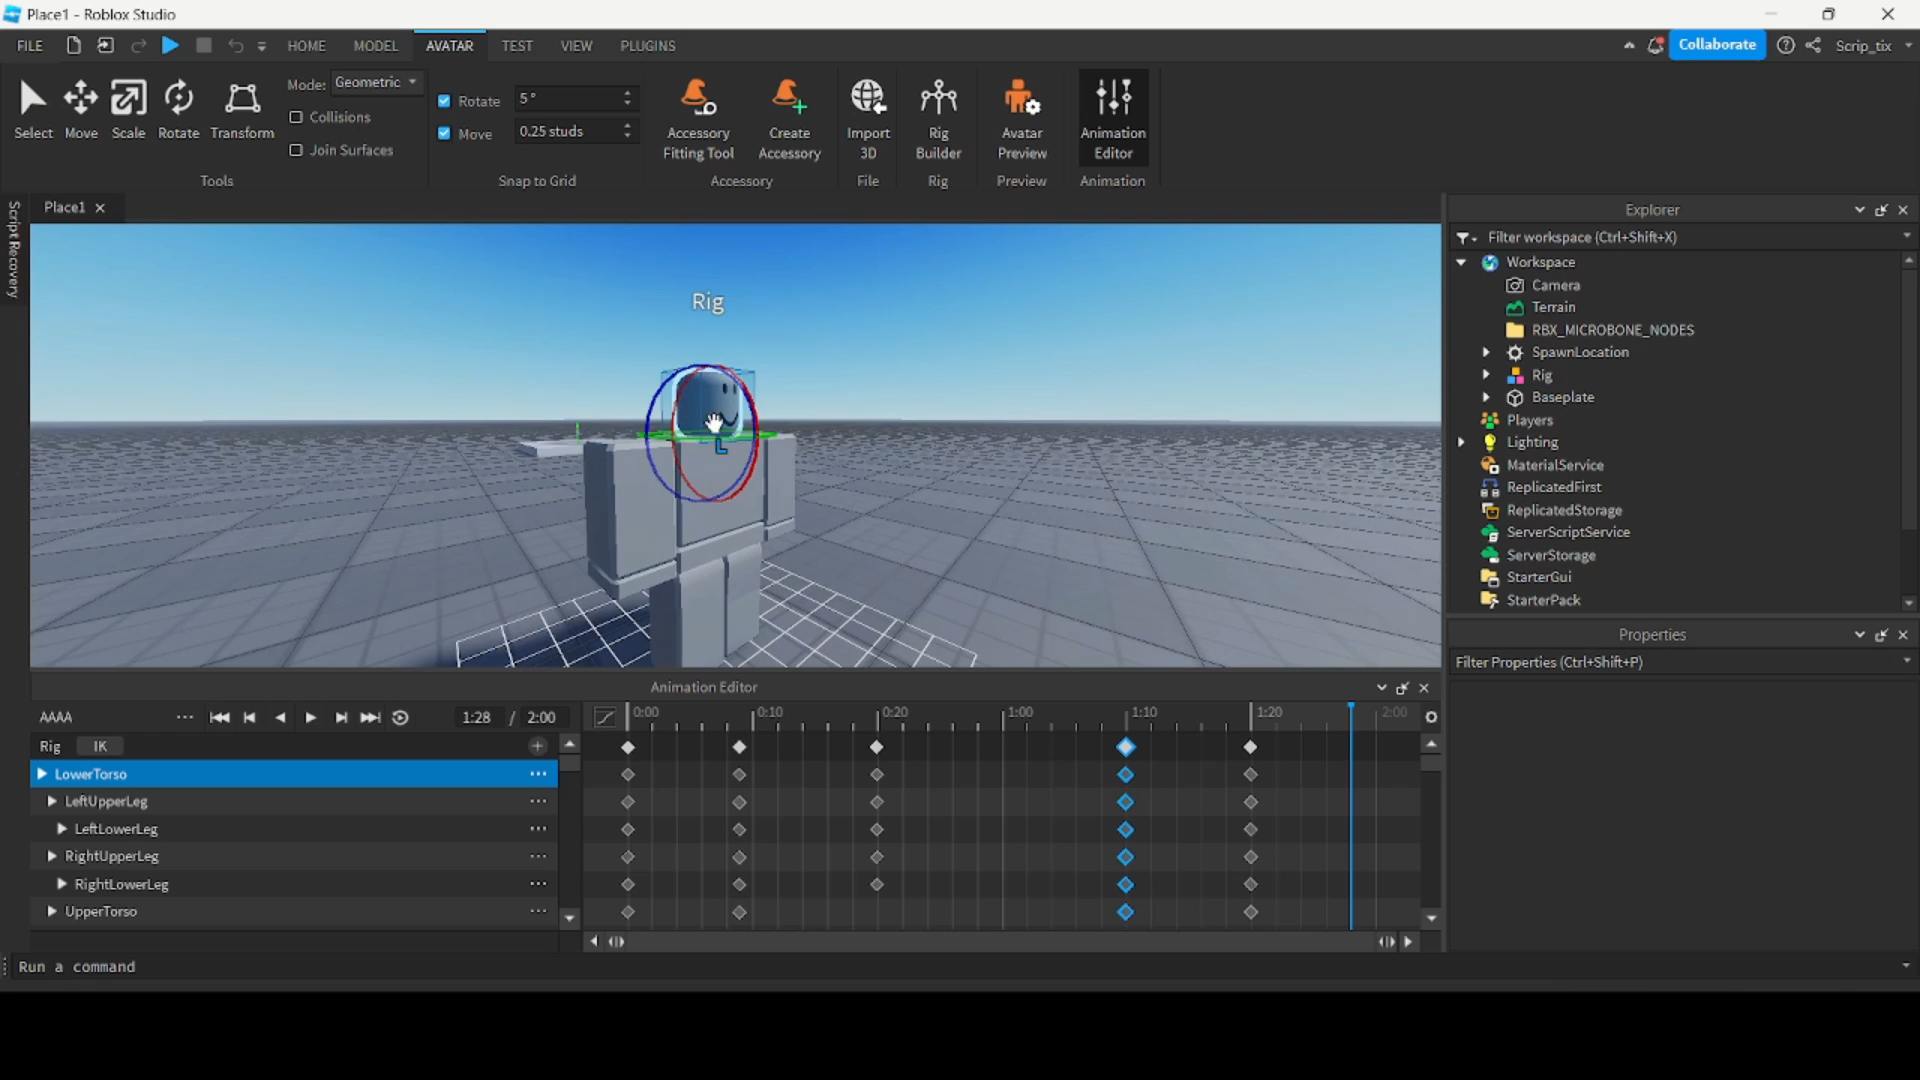 Place1 - Roblox Studio
FILE HOME MODEL AVATAR TEST VIEW PLUGINS Collaborate Scrip_tix
Select Move Scale Rotate Transform
Mode: Geometric
Collisions
Join Surfaces
Tools
Rotate 5 °
Move 0.25 studs
Snap to Grid
Accessory Fitting Tool
Create Accessory
Accessory
Import 3D
File
Rig Builder
Rig
Avatar Preview
Preview
Animation Editor
Animation
Script Recovery
Place1
Rig
L
Explorer
Filter workspace (Ctrl+Shift+X)
Workspace
Camera
Terrain
RBX_MICROBONE_NODES
SpawnLocation
Rig
Baseplate
Players
Lighting
MaterialService
ReplicatedFirst
ReplicatedStorage
ServerScriptService
ServerStorage
StarterGui
StarterPack
Properties
Filter Properties (Ctrl+Shift+P)
Animation Editor
AAAA ... 1:28 / 2:00 0:00 0:10 0:20 1:00 1:10 1:20 2:00
Rig IK
LowerTorso ...
LeftUpperLeg ...
LeftLowerLeg ...
RightUpperLeg ...
RightLowerLeg ...
UpperTorso ...
Run a command